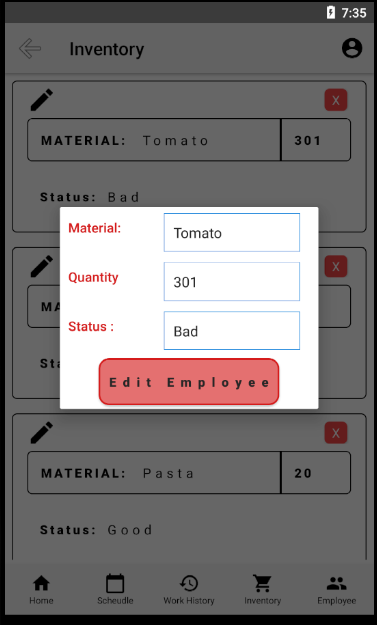 7:35
Inventory
X
MATERIAL: Tomato 301
Status: Bad
X
MA
Sta
Material: Tomato
Quantity 301
Status : Bad
Edit Employee
X
MATERIAL: Pasta 20
Status: Good
Home Scheudle Work History Inventory Employee